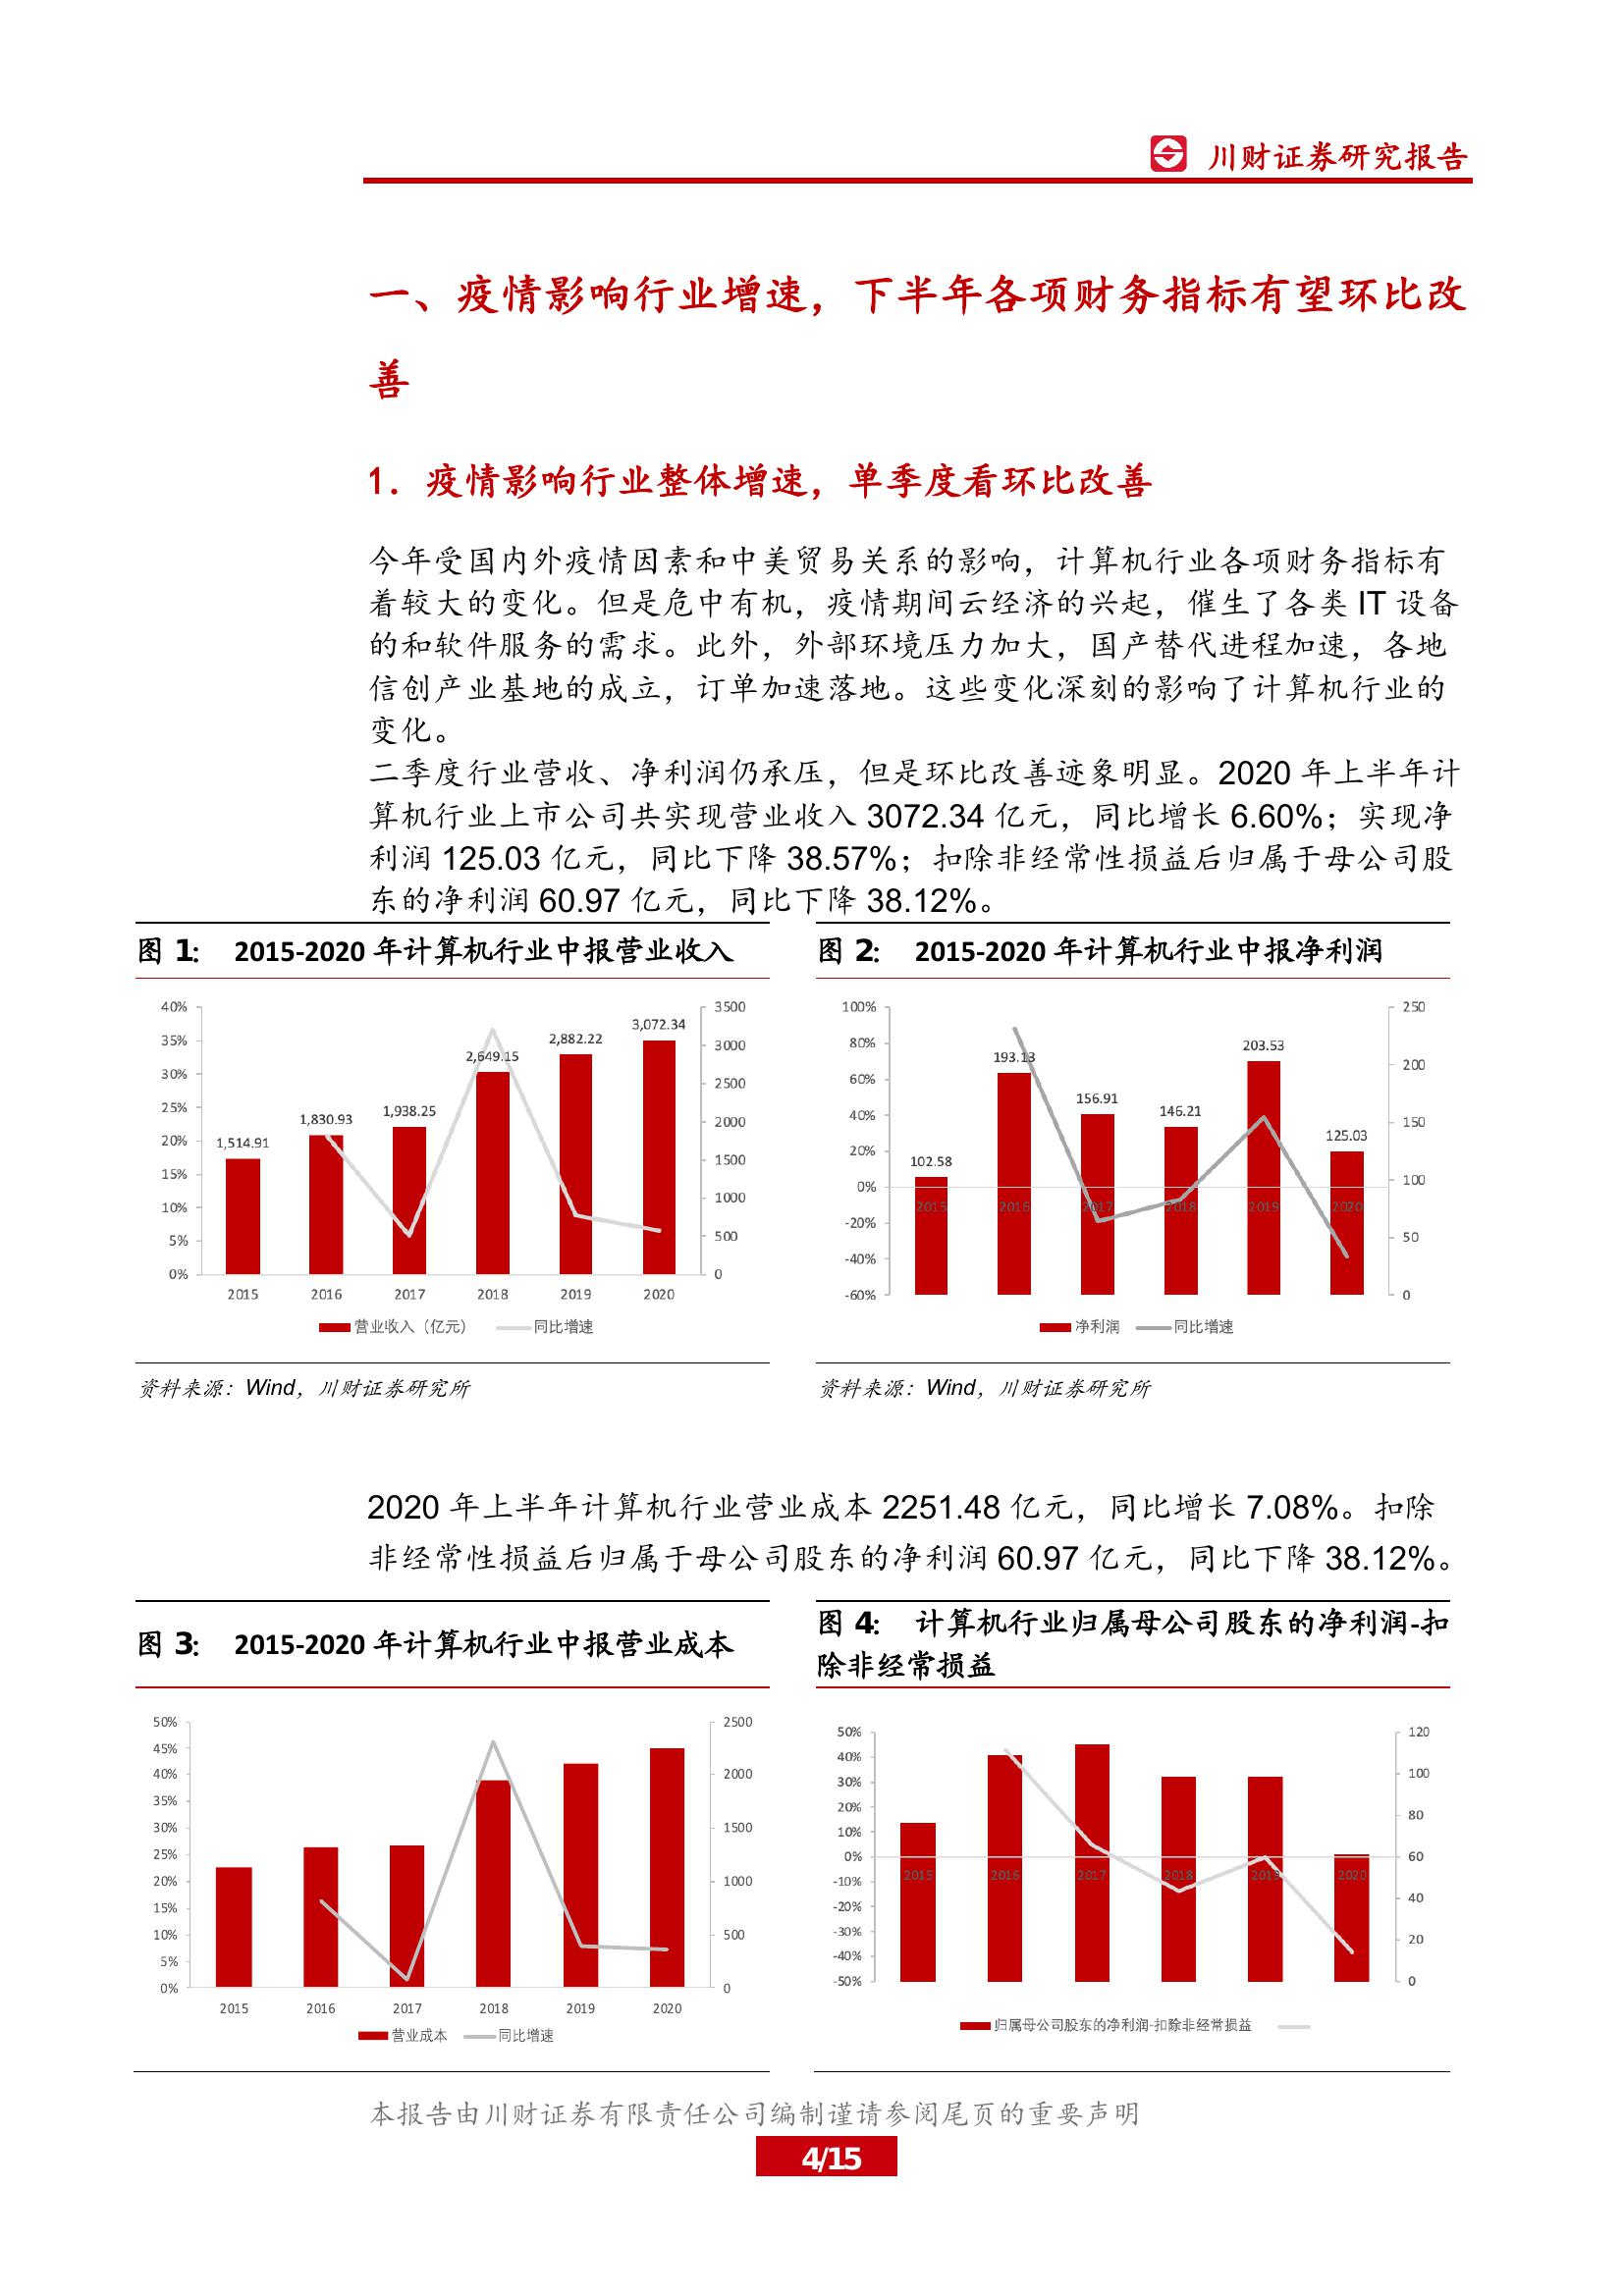 川财证券研究报告
一、疫情影响行业增速，下半年各项财务指标有望环比改
善
1. 疫情影响行业整体增速，单季度看环比改善
今年受国内外疫情因素和中美贸易关系的影响，计算机行业各项财务指标有
着较大的变化。但是危中有机，疫情期间云经济的兴起，催生了各类 IT 设备
的和软件服务的需求。此外，外部环境压力加大，国产替代进程加速，各地
信创产业基地的成立，订单加速落地。这些变化深刻的影响了计算机行业的
变化。
二季度行业营收、净利润仍承压，但是环比改善迹象明显。2020 年上半年计
算机行业上市公司共实现营业收入 3072.34 亿元，同比增长 6.60%；实现净
利润 125.03 亿元，同比下降 38.57%；扣除非经常性损益后归属于母公司股
东的净利润 60.97 亿元，同比下降 38.12%。
图 1： 2015-2020 年计算机行业中报营业收入
40%
35%
30%
25%
20%
15%
10%
5%
0%
1,514.91
1,830.93
1,938.25
2,649.15
2,882.22
3,072.34
3500
3000
2500
2000
1500
1000
500
0
2015 2016 2017 2018 2019 2020
营业收入（亿元） 同比增速
资料来源：Wind，川财证券研究所
图 2： 2015-2020 年计算机行业中报净利润
100%
80%
60%
40%
20%
0%
-20%
-40%
-60%
102.58
193.13
156.91
146.21
203.53
125.03
250
200
150
100
50
0
2015 2016 2017 2018 2019 2020
净利润 同比增速
资料来源：Wind，川财证券研究所
2020 年上半年计算机行业营业成本 2251.48 亿元，同比增长 7.08%。扣除
非经常性损益后归属于母公司股东的净利润 60.97 亿元，同比下降 38.12%。
图 3： 2015-2020 年计算机行业中报营业成本
50%
45%
40%
35%
30%
25%
20%
15%
10%
5%
0%
2500
2000
1500
1000
500
0
2015 2016 2017 2018 2019 2020
营业成本 同比增速
图 4： 计算机行业归属母公司股东的净利润-扣
除非经常损益
50%
40%
30%
20%
10%
0%
-10%
-20%
-30%
-40%
-50%
120
100
80
60
40
20
0
2015 2016 2017 2018 2019 2020
归属母公司股东的净利润-扣除非经常损益
本报告由川财证券有限责任公司编制谨请参阅尾页的重要声明
4/15